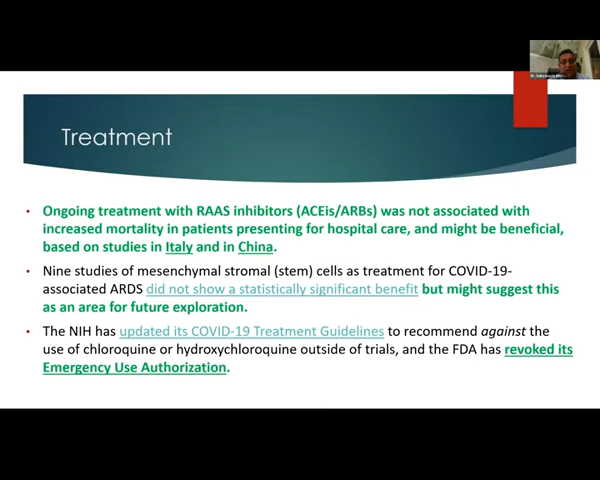 Treatment
• Ongoing treatment with RAAS inhibitors (ACEis/ARBs) was not associated with
increased mortality in patients presenting for hospital care, and might be beneficial,
based on studies in Italy and in China.
• Nine studies of mesenchymal stromal (stem) cells as treatment for COVID-19-
associated ARDS did not show a statistically significant benefit but might suggest this
as an area for future exploration.
• The NIH has updated its COVID-19 Treatment Guidelines to recommend against the
use of chloroquine or hydroxychloroquine outside of trials, and the FDA has revoked its
Emergency Use Authorization.